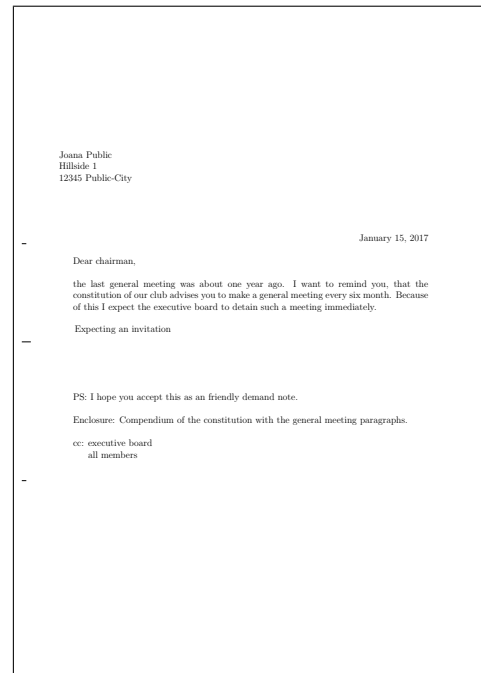 Joana Public
Hillside 1
12345 Public-City
January 15, 2017
Dear chairman,
the last general meeting was about one year ago. I want to remind you, that the
constitution of our club advises you to make a general meeting every six month. Because
of this I expect the executive board to detain such a meeting immediately.
Expecting an invitation
PS: I hope you accept this as an friendly demand note.
Enclosure: Compendium of the constitution with the general meeting paragraphs.
cc: executive board
all members